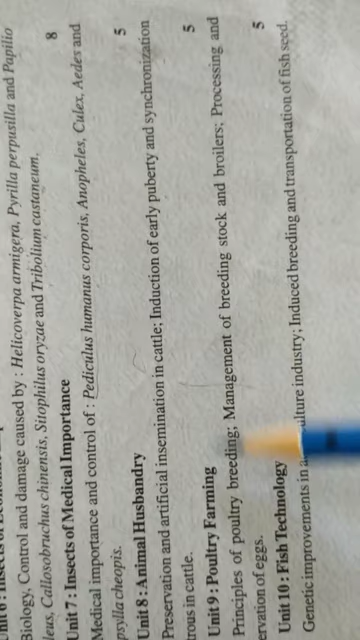 Biology, Control and damage caused by : Helicoverpa armigera, Pyrilla perpusilla and Papilio
leus, Callosobruchus chinensis, Sitophilus oryzae and Tribolium castaneum.
8
Unit 7 : Insects of Medical Importance
Medical importance and control of : Pediculus humanus corporis, Anopheles, Culex, Aedes and
psylla cheopis.
5
Unit 8 : Animal Husbandry
Preservation and artificial insemination in cattle; Induction of early puberty and synchronization
trous in cattle.
5
Unit 9 : Poultry Farming
Principles of poultry breeding; Management of breeding stock and broilers; Processing and
rvation of eggs.
5
Unit 10 : Fish Technology
Genetic improvements in a culture industry; Induced breeding and transportation of fish seed.